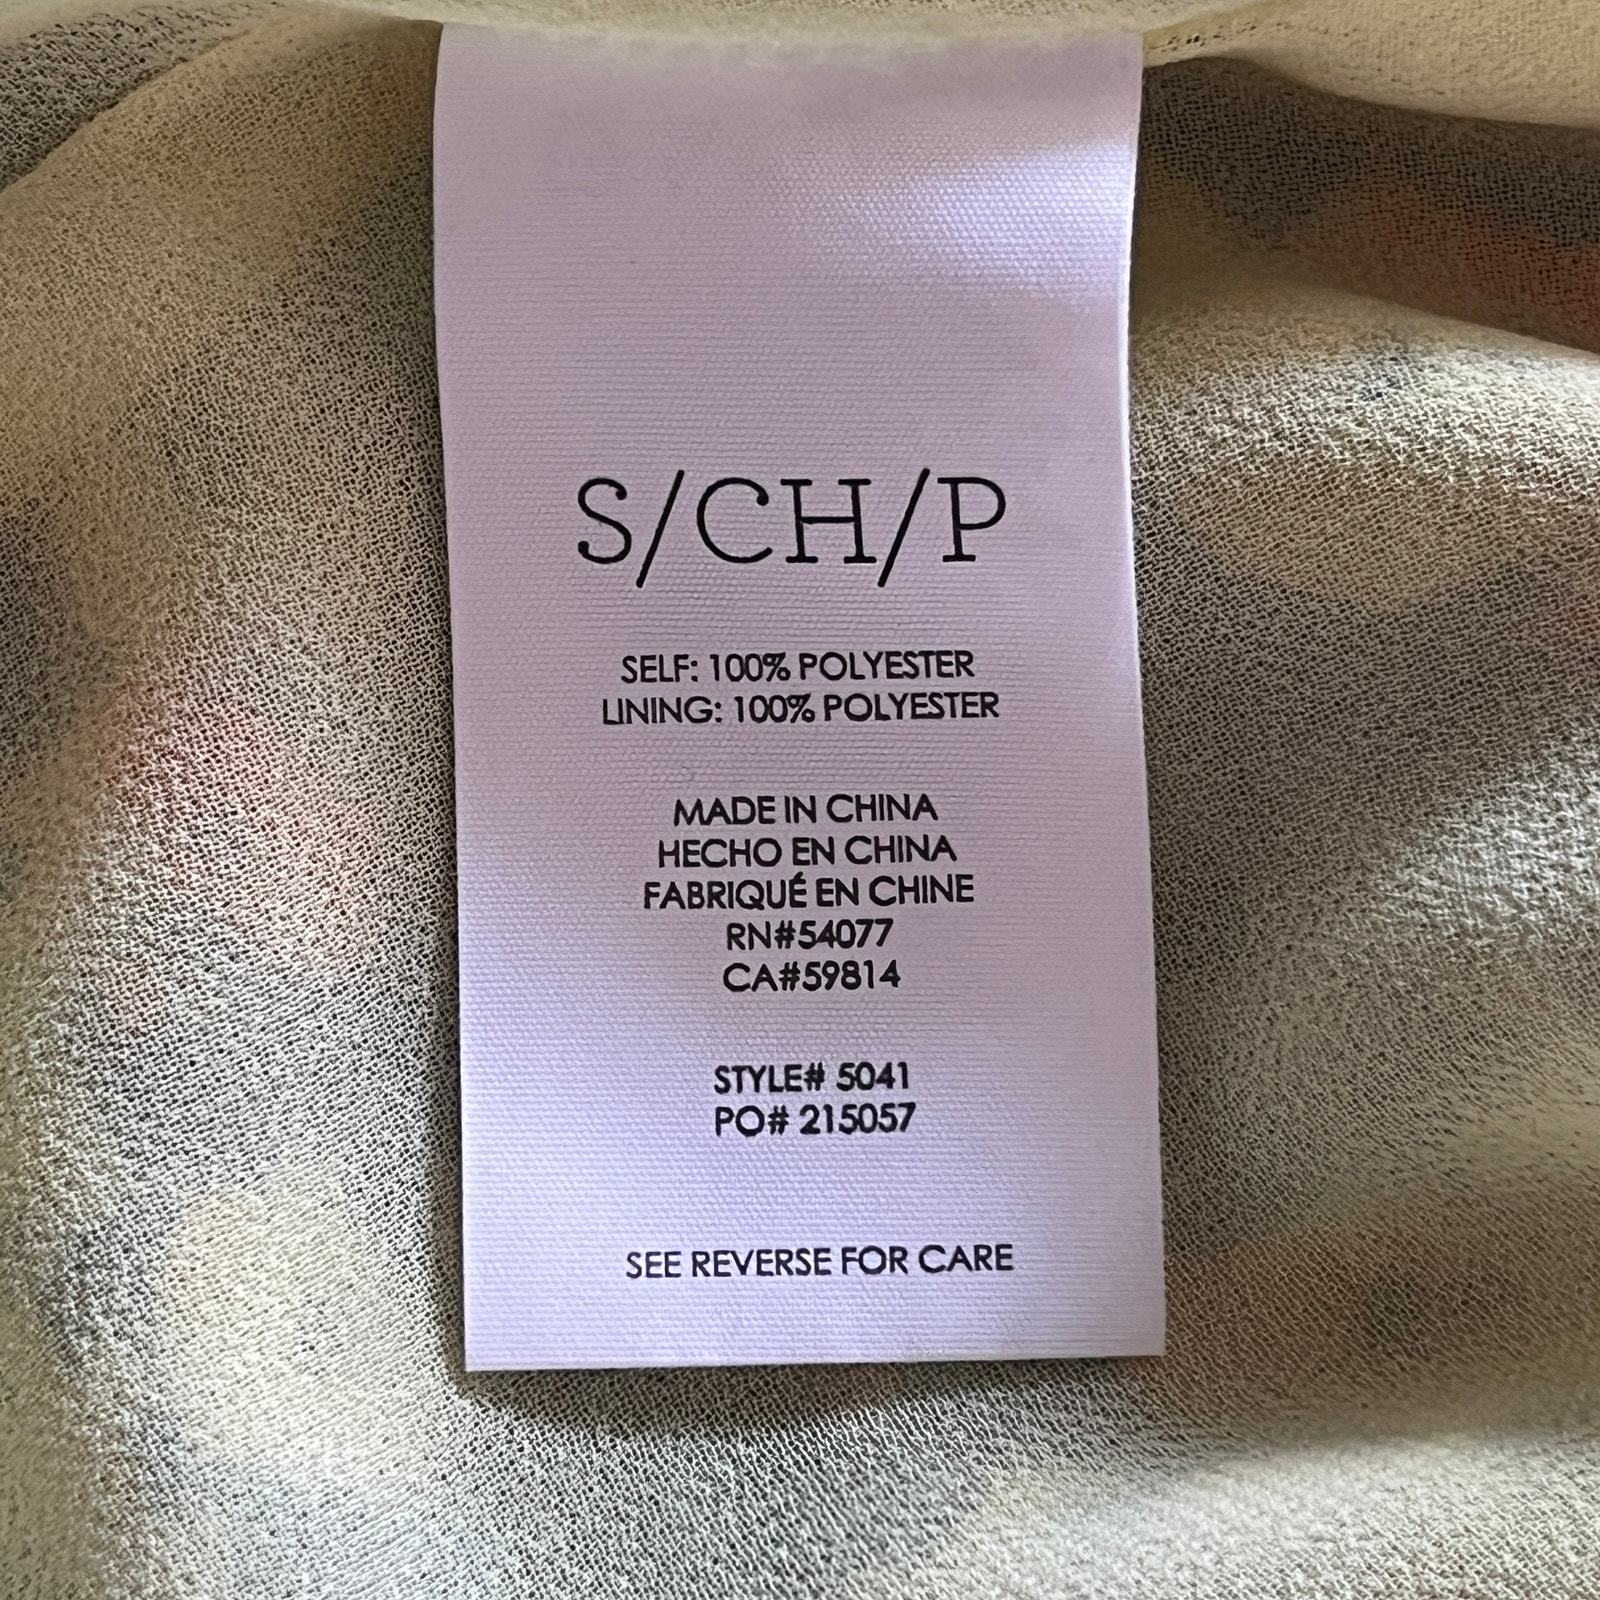 S/CH/P
SELF: 100% POLYESTER
LINING: 100% POLYESTER
MADE IN CHINA
HECHO EN CHINA
FABRIQUÉ EN CHINE
RN#54077
CA#59814
STYLE# 5041
PO# 215057
SEE REVERSE FOR CARE